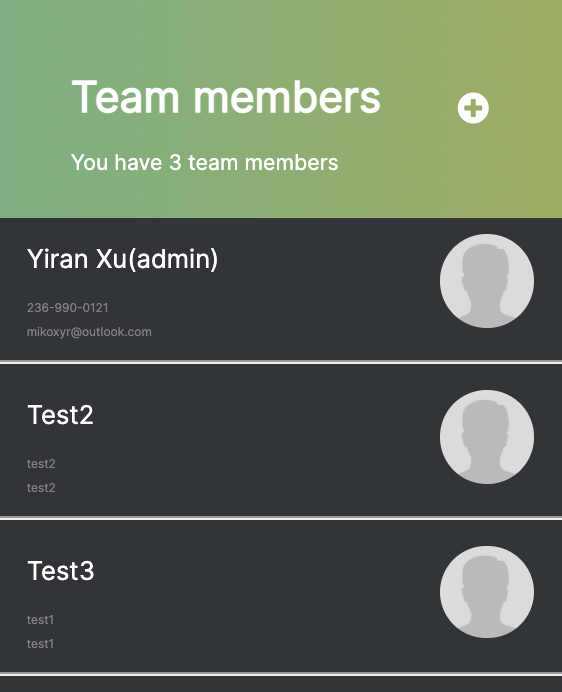 Team members
You have 3 team members
Yiran Xu(admin)
236-990-0121
mikoxyr@outlook.com
Test2
test2
test2
Test3
test1
test1